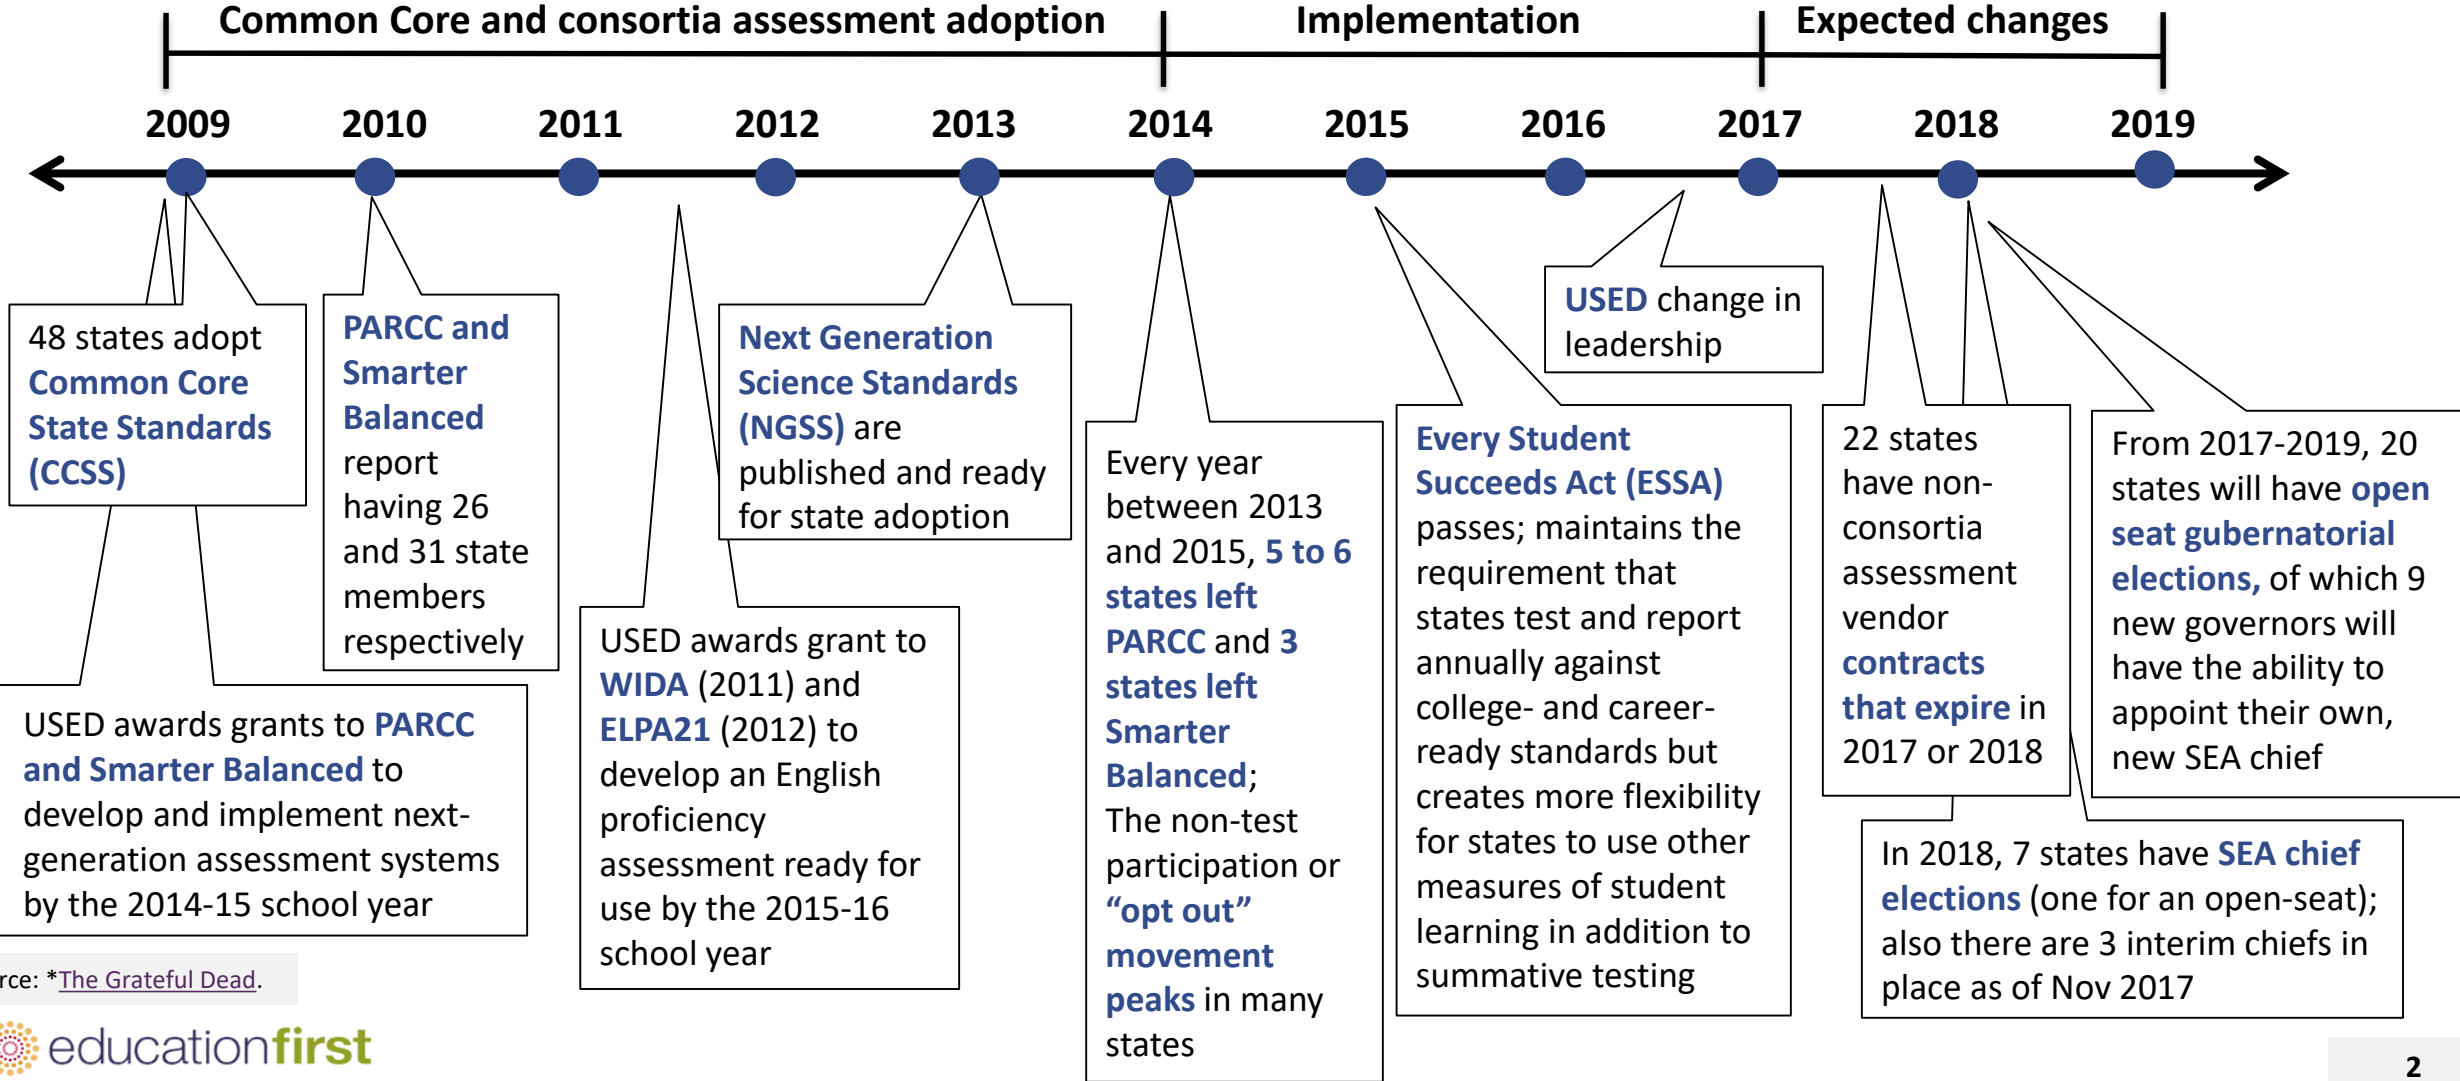 Common Core and consortia assessment adoption
Implementation
Expected changes
2009
2010
2011
2012
2013
2014
2015
2016
2017
2018
2019
48 states adopt
Common Core
State Standards
(CCSS)
USED awards grants to PARCC
and Smarter Balanced to
develop and implement next-
generation assessment systems
by the 2014-15 school year
PARCC and
Smarter
Balanced
report
having 26
and 31 state
members
respectively
USED awards grant to
WIDA (2011) and
ELPA21 (2012) to
develop an English
proficiency
assessment ready for
use by the 2015-16
school year
Next Generation
Science Standards
(NGSS) are
published and ready
for state adoption
Every year
between 2013
and 2015, 5 to 6
states left
PARCC and 3
states left
Smarter
Balanced;
The non-test
participation or
“opt out”
movement
peaks in many
states
Every Student
Succeeds Act (ESSA)
passes; maintains the
requirement that
states test and report
annually against
college- and career-
ready standards but
creates more flexibility
for states to use other
measures of student
learning in addition to
summative testing
USED change in
leadership
22 states
have non-
consortia
assessment
vendor
contracts
that expire in
2017 or 2018
From 2017-2019, 20
states will have open
seat gubernatorial
elections, of which 9
new governors will
have the ability to
appoint their own,
new SEA chief
In 2018, 7 states have SEA chief
elections (one for an open-seat);
also there are 3 interim chiefs in
place as of Nov 2017
rce: *The Grateful Dead.
educationfirst
2